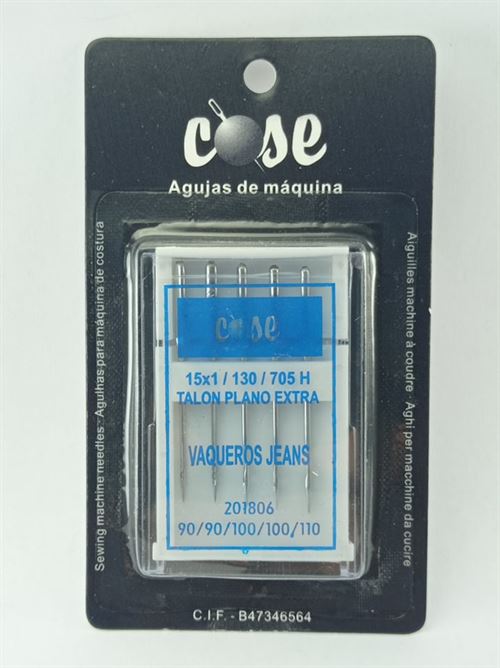 cose
Agujas de máquina
Sewing machine needles - Agulhas para máquina de costura
Aiguilles machine à coudre - Aghi per macchine da cucire
cose
15x1 / 130 / 705 H
TALON PLANO EXTRA
VAQUEROS JEANS
201806
90/90/100/100/110
C.I.F. - B47346564